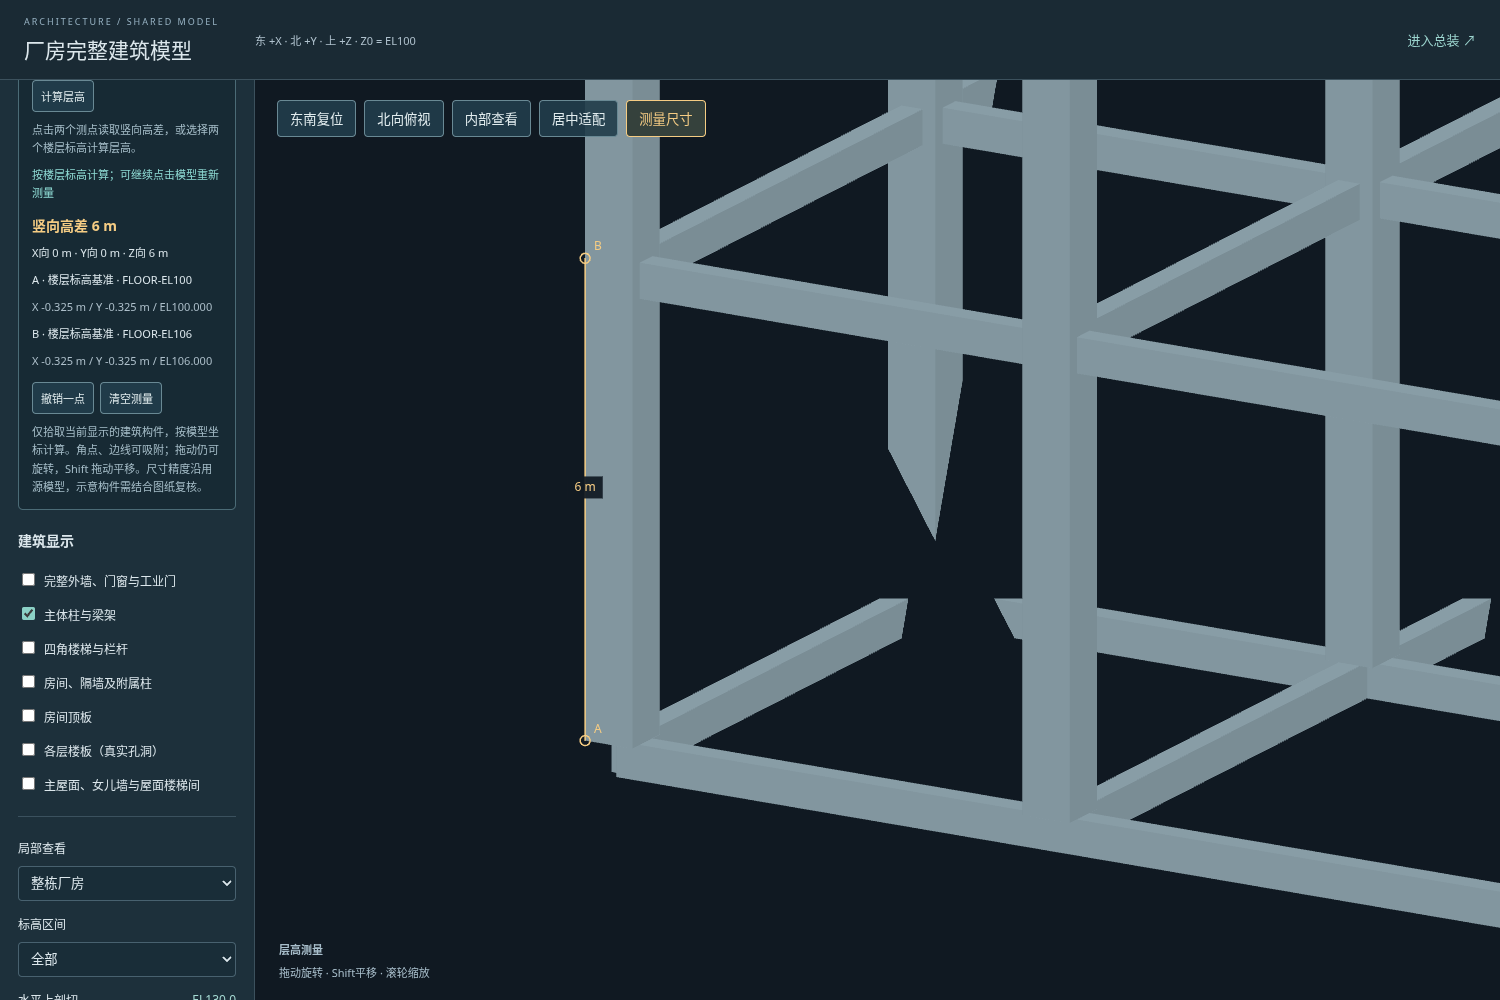 ARCHITECTURE / SHARED MODEL
厂房完整建筑模型
东 +X · 北 +Y · 上 +Z · Z0 = EL100
进入总装 ↗
计算层高
点击两个测点读取竖向高差，或选择两
个楼层标高计算层高。
按楼层标高计算；可继续点击模型重新
测量
竖向高差 6 m
X向 0 m · Y向 0 m · Z向 6 m
A · 楼层标高基准 · FLOOR-EL100
X -0.325 m / Y -0.325 m / EL100.000
B · 楼层标高基准 · FLOOR-EL106
X -0.325 m / Y -0.325 m / EL106.000
撤销一点
清空测量
仅拾取当前显示的建筑构件，按模型坐
标计算。角点、边线可吸附；拖动仍可
旋转，Shift 拖动平移。尺寸精度沿用
源模型，示意构件需结合图纸复核。
建筑显示
完整外墙、门窗与工业门
主体柱与梁架
四角楼梯与栏杆
房间、隔墙及附属柱
房间顶板
各层楼板（真实孔洞）
主屋面、女儿墙与屋面楼梯间
局部查看
整栋厂房
标高区间
全部
水平上剖切 EL130.0
东南复位
北向俯视
内部查看
居中适配
测量尺寸
B
6 m
A
层高测量
拖动旋转 · Shift平移 · 滚轮缩放